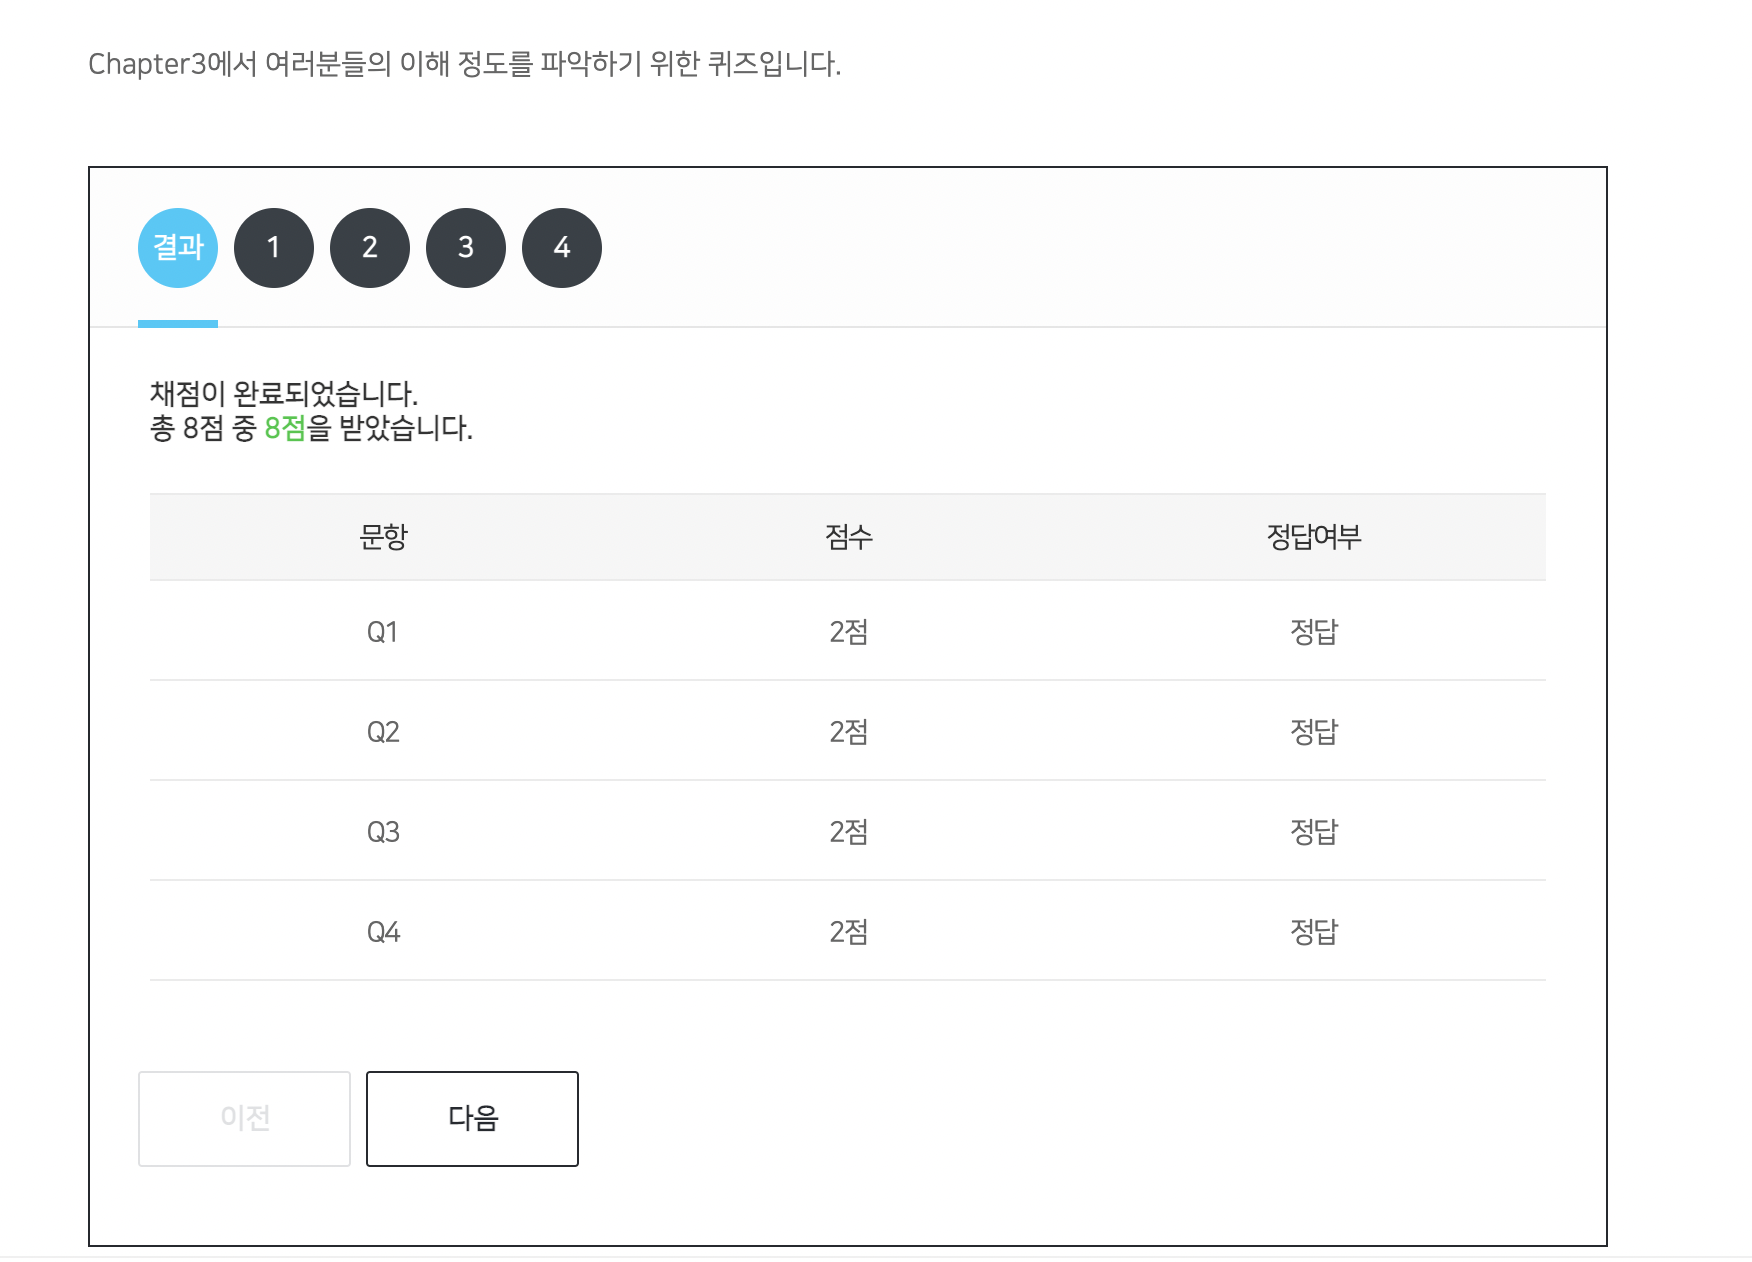 Chapter3에서 여러분들의 이해 정도를 파악하기 위한 퀴즈입니다.
결과 1 2 3 4
채점이 완료되었습니다.
총 8점 중 8점을 받았습니다.
문항 점수 정답여부
Q1 2점 정답
Q2 2점 정답
Q3 2점 정답
Q4 2점 정답
이전 다음